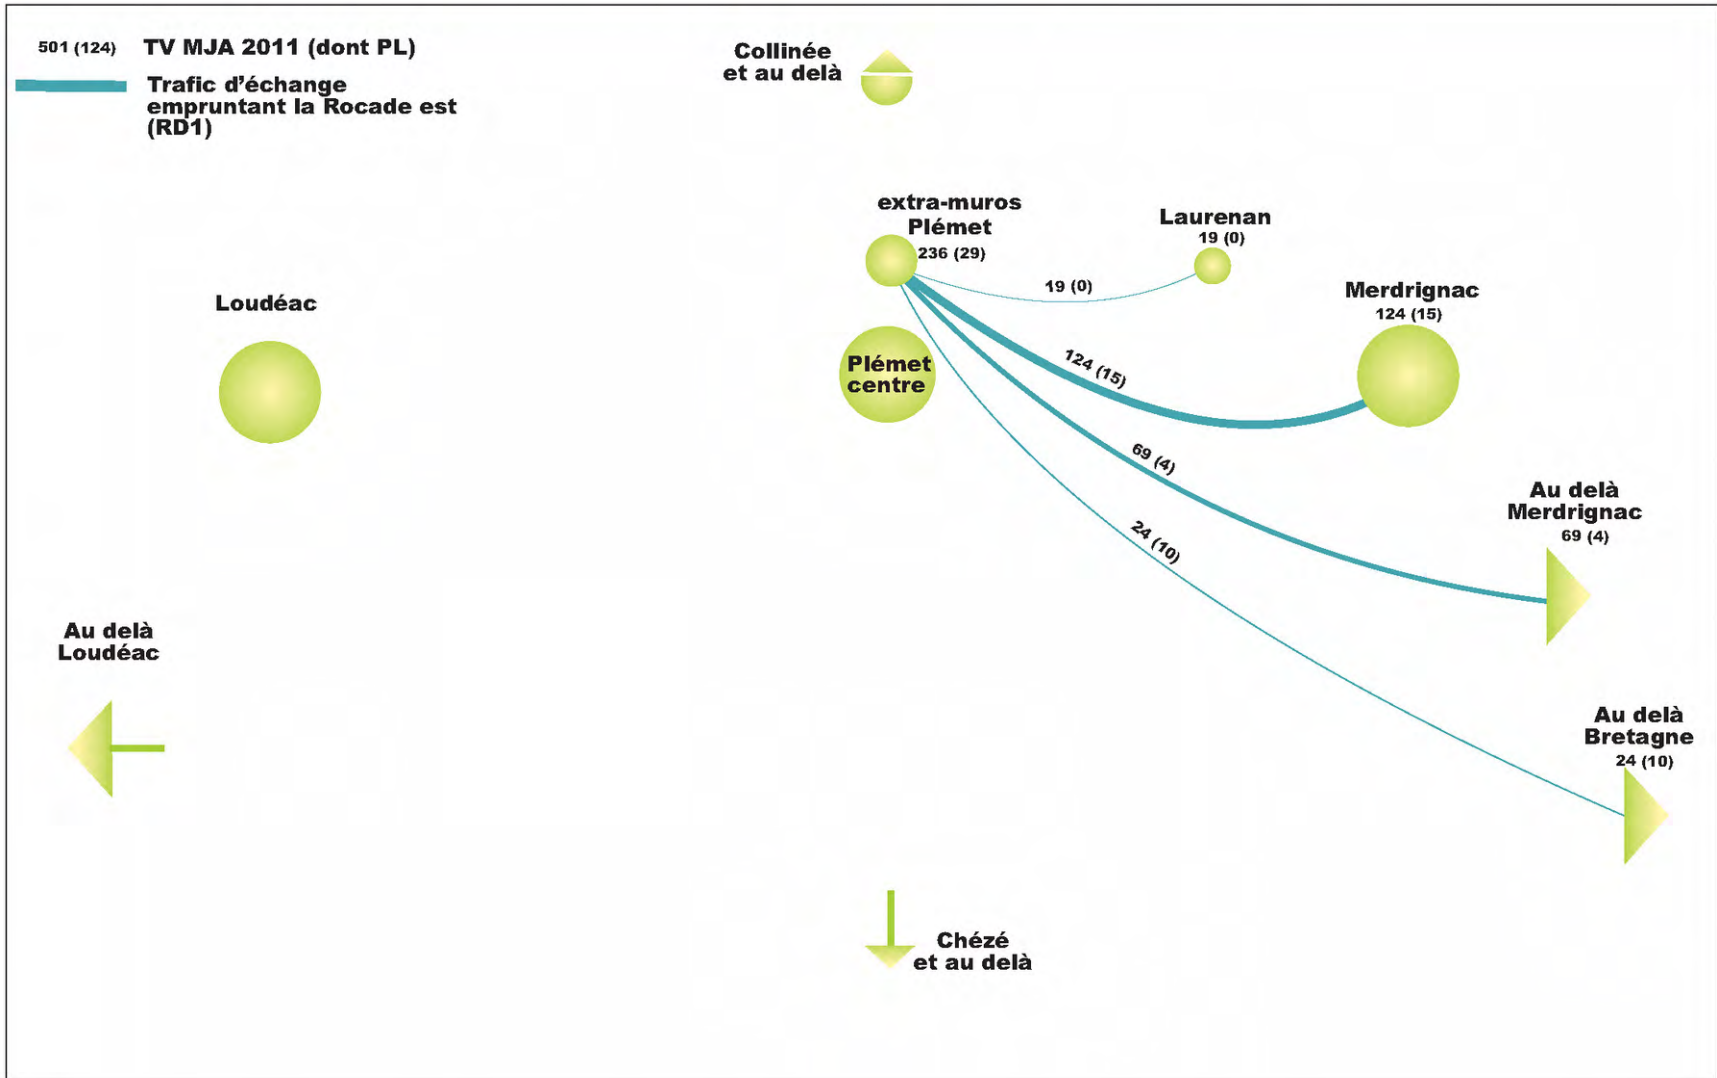 501 (124) TV MJA 2011 (dont PL)
Trafic d'échange
empruntant la Rocade est
(RD1)
Collinée
et au delà
extra-muros
Plémet
236 (29)
Laurenan
19 (0)
19 (0)
Loudéac
Merdrignac
124 (15)
Plémet
centre
124 (15)
69 (4)
24 (10)
Au delà
Merdrignac
69 (4)
Au delà
Loudéac
Au delà
Bretagne
24 (10)
Chézé
et au delà